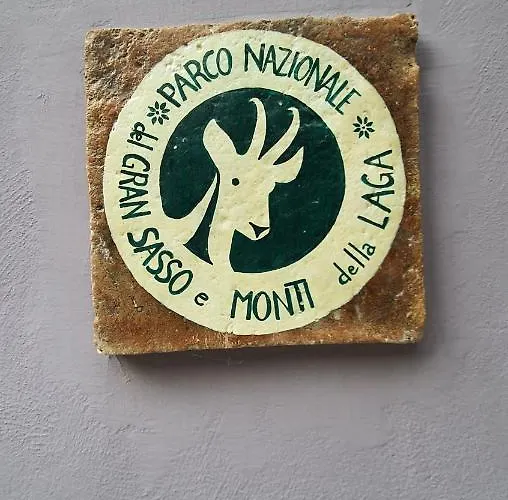 PARCO NAZIONALE
del GRAN SASSO e MONTI della LAGA